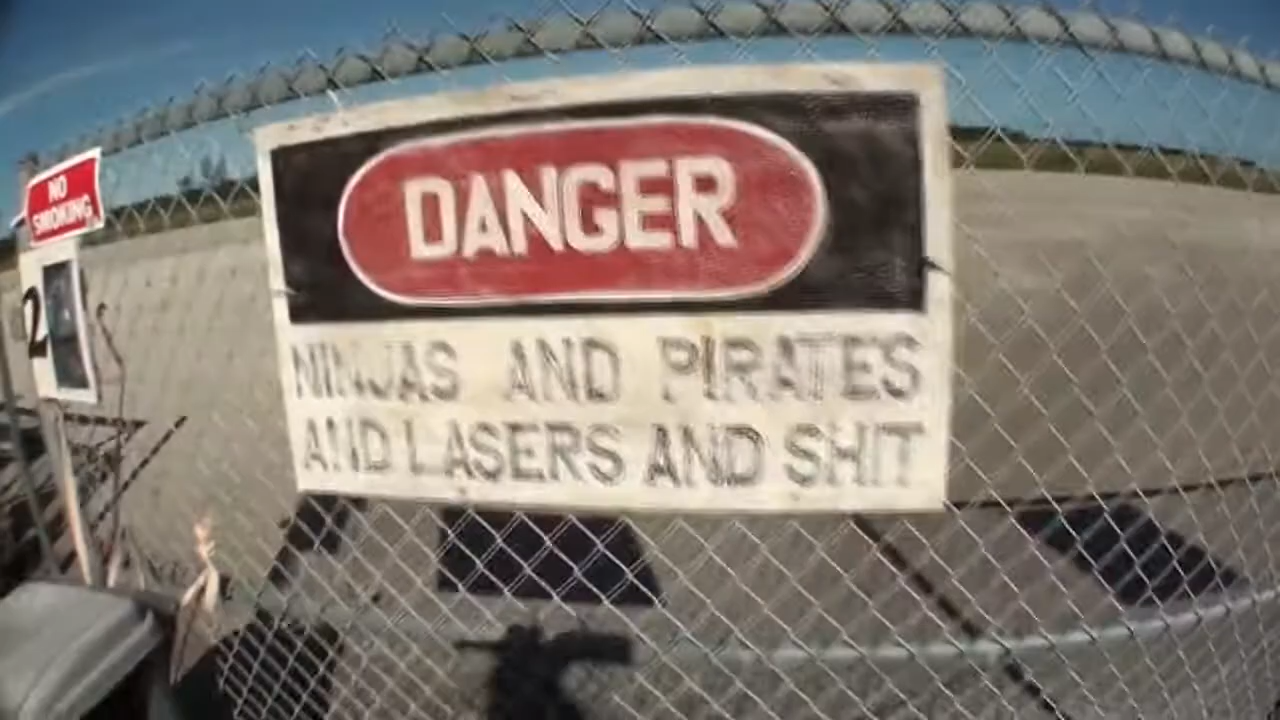 NO
SMOKING
2
DANGER
NINJAS AND PIRATES
AND LASERS AND SHIT